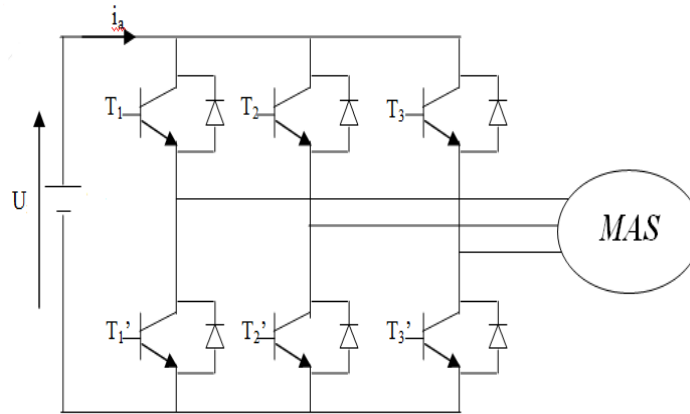 iₐ
T₁
T₂
T₃
U
MAS
T₁’
T₂’
T₃’